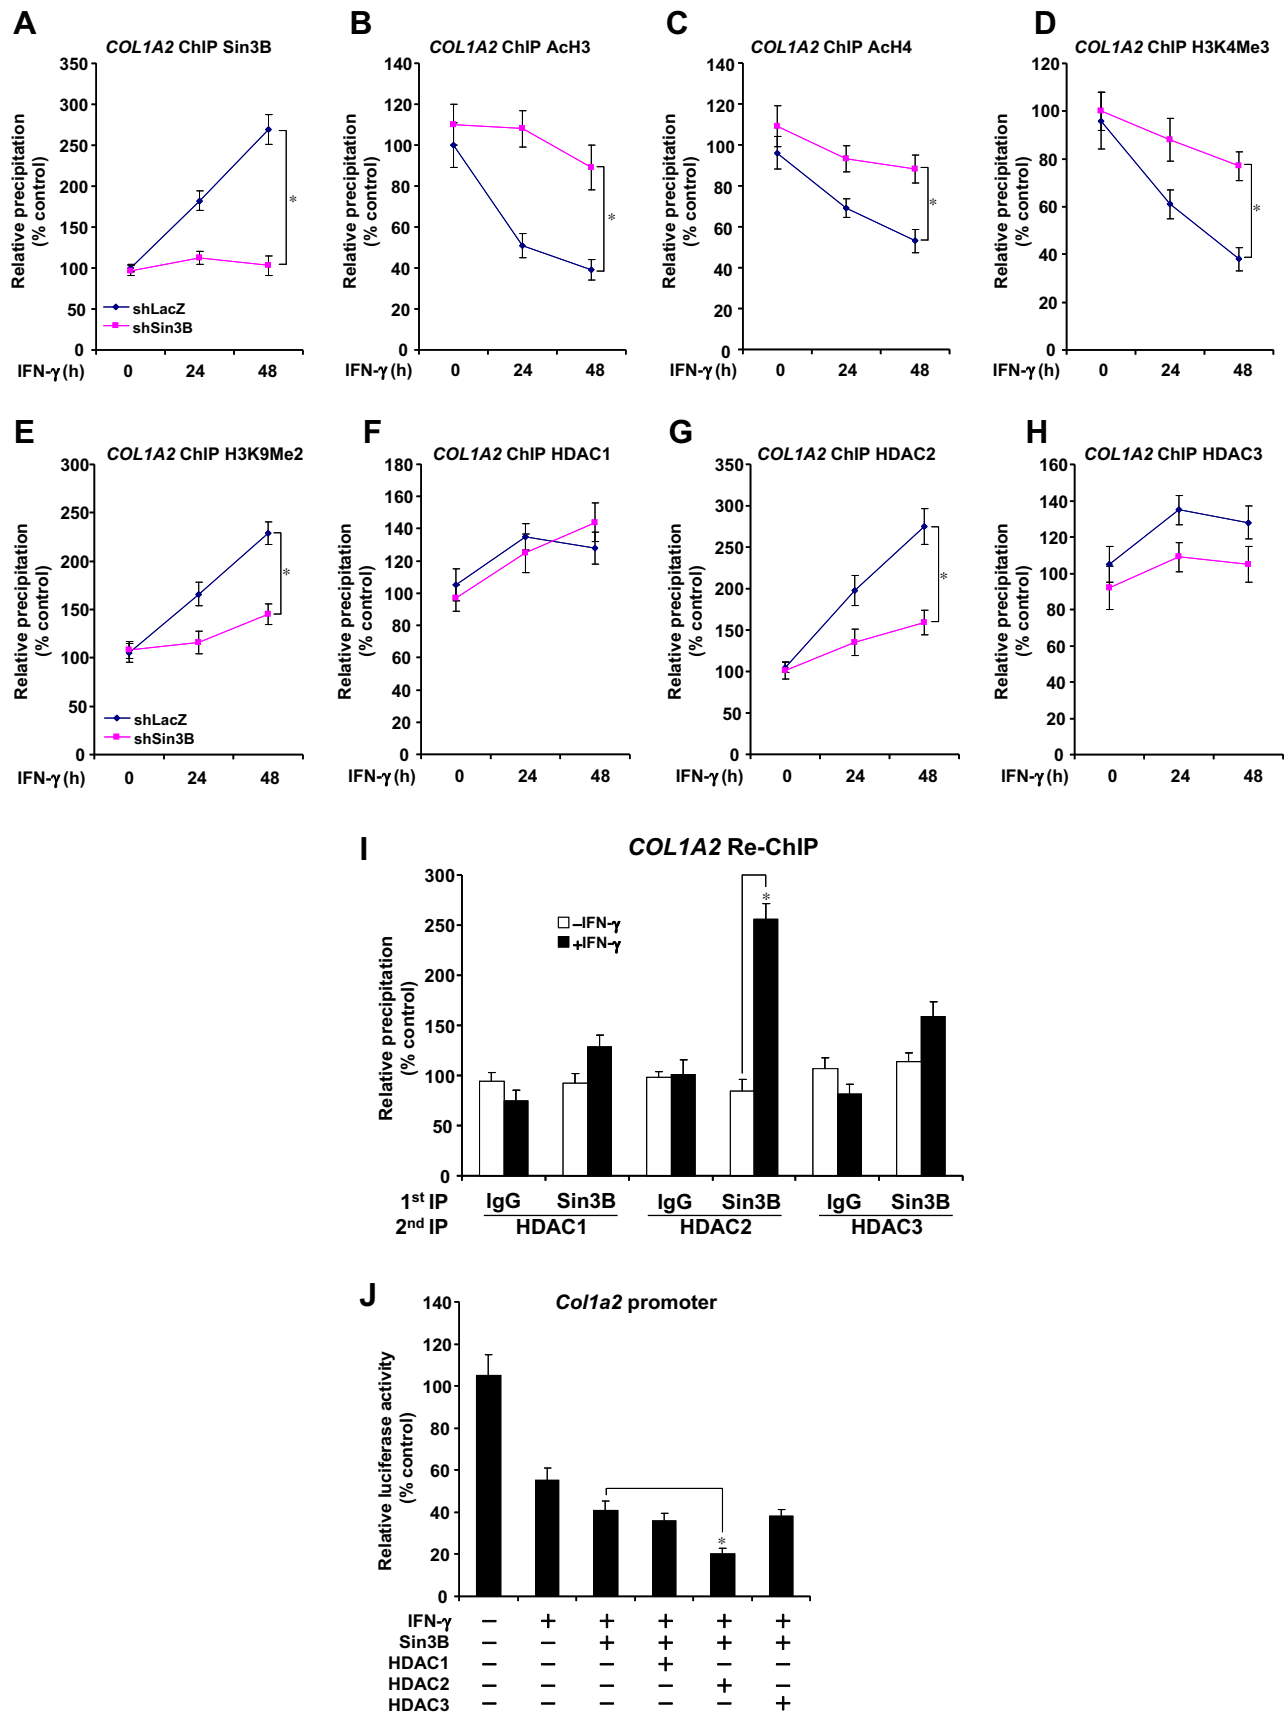 A
COL1A2 ChIP Sin3B
Relative precipitation
(% control)
350
300
250
200
150
100
50
0
*
shLacZ
shSin3B
IFN-γ (h) 0 24 48
B
COL1A2 ChIP AcH3
Relative precipitation
(% control)
140
120
100
80
60
40
20
0
*
IFN-γ (h) 0 24 48
C
COL1A2 ChIP AcH4
Relative precipitation
(% control)
140
120
100
80
60
40
20
0
*
IFN-γ (h) 0 24 48
D
COL1A2 ChIP H3K4Me3
Relative precipitation
(% control)
120
100
80
60
40
20
0
*
IFN-γ (h) 0 24 48
E
COL1A2 ChIP H3K9Me2
Relative precipitation
(% control)
300
250
200
150
100
50
0
*
shLacZ
shSin3B
IFN-γ (h) 0 24 48
F
COL1A2 ChIP HDAC1
Relative precipitation
(% control)
180
160
140
120
100
80
60
40
20
0
IFN-γ (h) 0 24 48
G
COL1A2 ChIP HDAC2
Relative precipitation
(% control)
350
300
250
200
150
100
50
0
*
IFN-γ (h) 0 24 48
H
COL1A2 ChIP HDAC3
Relative precipitation
(% control)
160
140
120
100
80
60
40
20
0
IFN-γ (h) 0 24 48
I
COL1A2 Re-ChIP
Relative precipitation
(% control)
300
250
200
150
100
50
0
–IFN-γ
+IFN-γ
*
1st IP IgG Sin3B IgG Sin3B IgG Sin3B
2nd IP HDAC1 HDAC2 HDAC3
J
Col1a2 promoter
Relative luciferase activity
(% control)
140
120
100
80
60
40
20
0
*
IFN-γ – + + + + +
Sin3B – – + + + +
HDAC1 – – – + – –
HDAC2 – – – – + –
HDAC3 – – – – – +